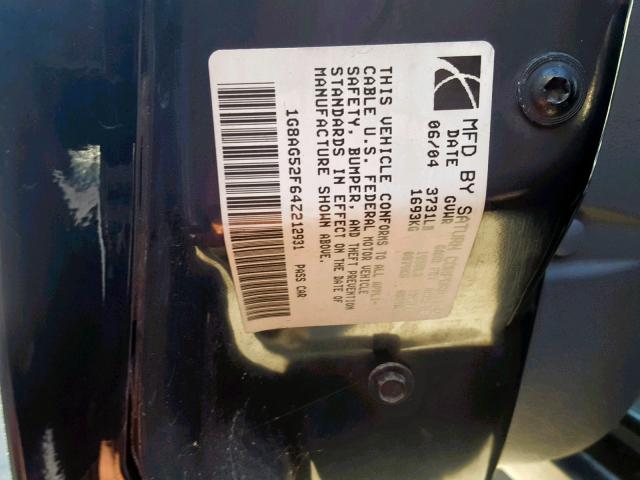 MFD BY SATURN
DATE GVWR
06/04 3731LB
1693KG
THIS VEHICLE CONFORMS TO ALL APPLI-
CABLE U.S. FEDERAL MOTOR VEHICLE
SAFETY, BUMPER, AND THEFT PREVENTION
STANDARDS IN EFFECT ON THE DATE OF
MANUFACTURE SHOWN ABOVE.
1G8AG52F64Z212931 PASS CAR